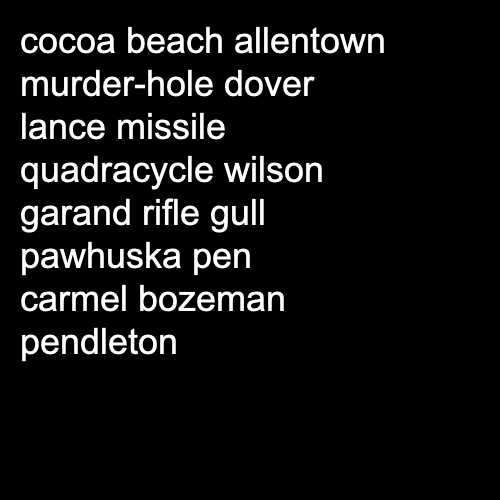 cocoa beach allentown
murder-hole dover
lance missile
quadracycle wilson
garand rifle gull
pawhuska pen
carmel bozeman
pendleton